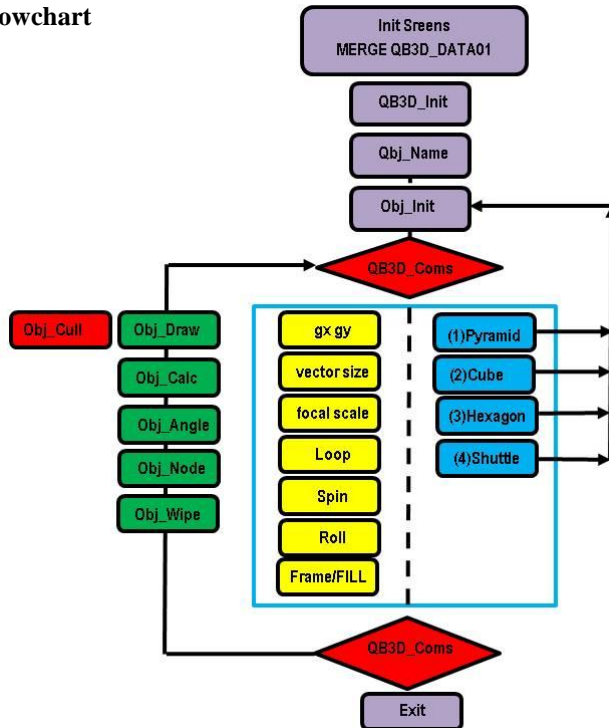 owchart
Init Sreens
MERGE QB3D_DATA01
QB3D_Init
Qbj_Name
Obj_Init
QB3D_Coms
Obj_Cull
Obj_Draw
Obj_Calc
Obj_Angle
Obj_Node
Obj_Wipe
gx gy
vector size
focal scale
Loop
Spin
Roll
Frame/FILL
(1)Pyramid
(2)Cube
(3)Hexagon
(4)Shuttle
QB3D_Coms
Exit